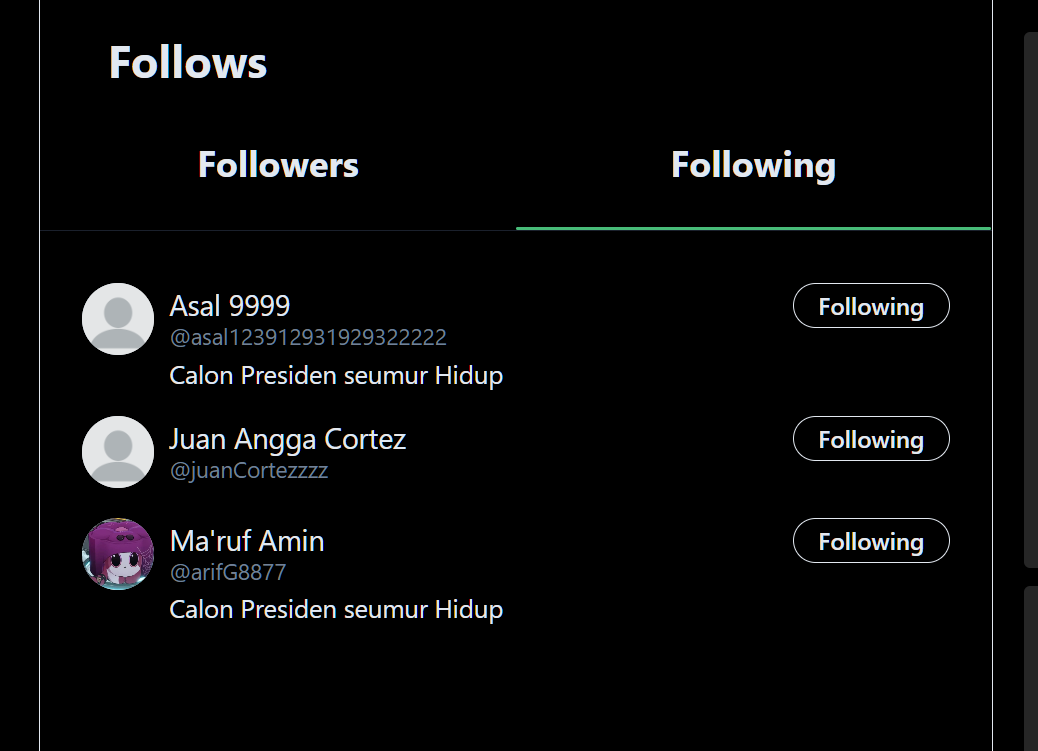 Follows
Followers
Following
Asal 9999
@asal123912931929322222
Calon Presiden seumur Hidup
Following
Juan Angga Cortez
@juanCortezzzz
Following
Ma'ruf Amin
@arifG8877
Calon Presiden seumur Hidup
Following